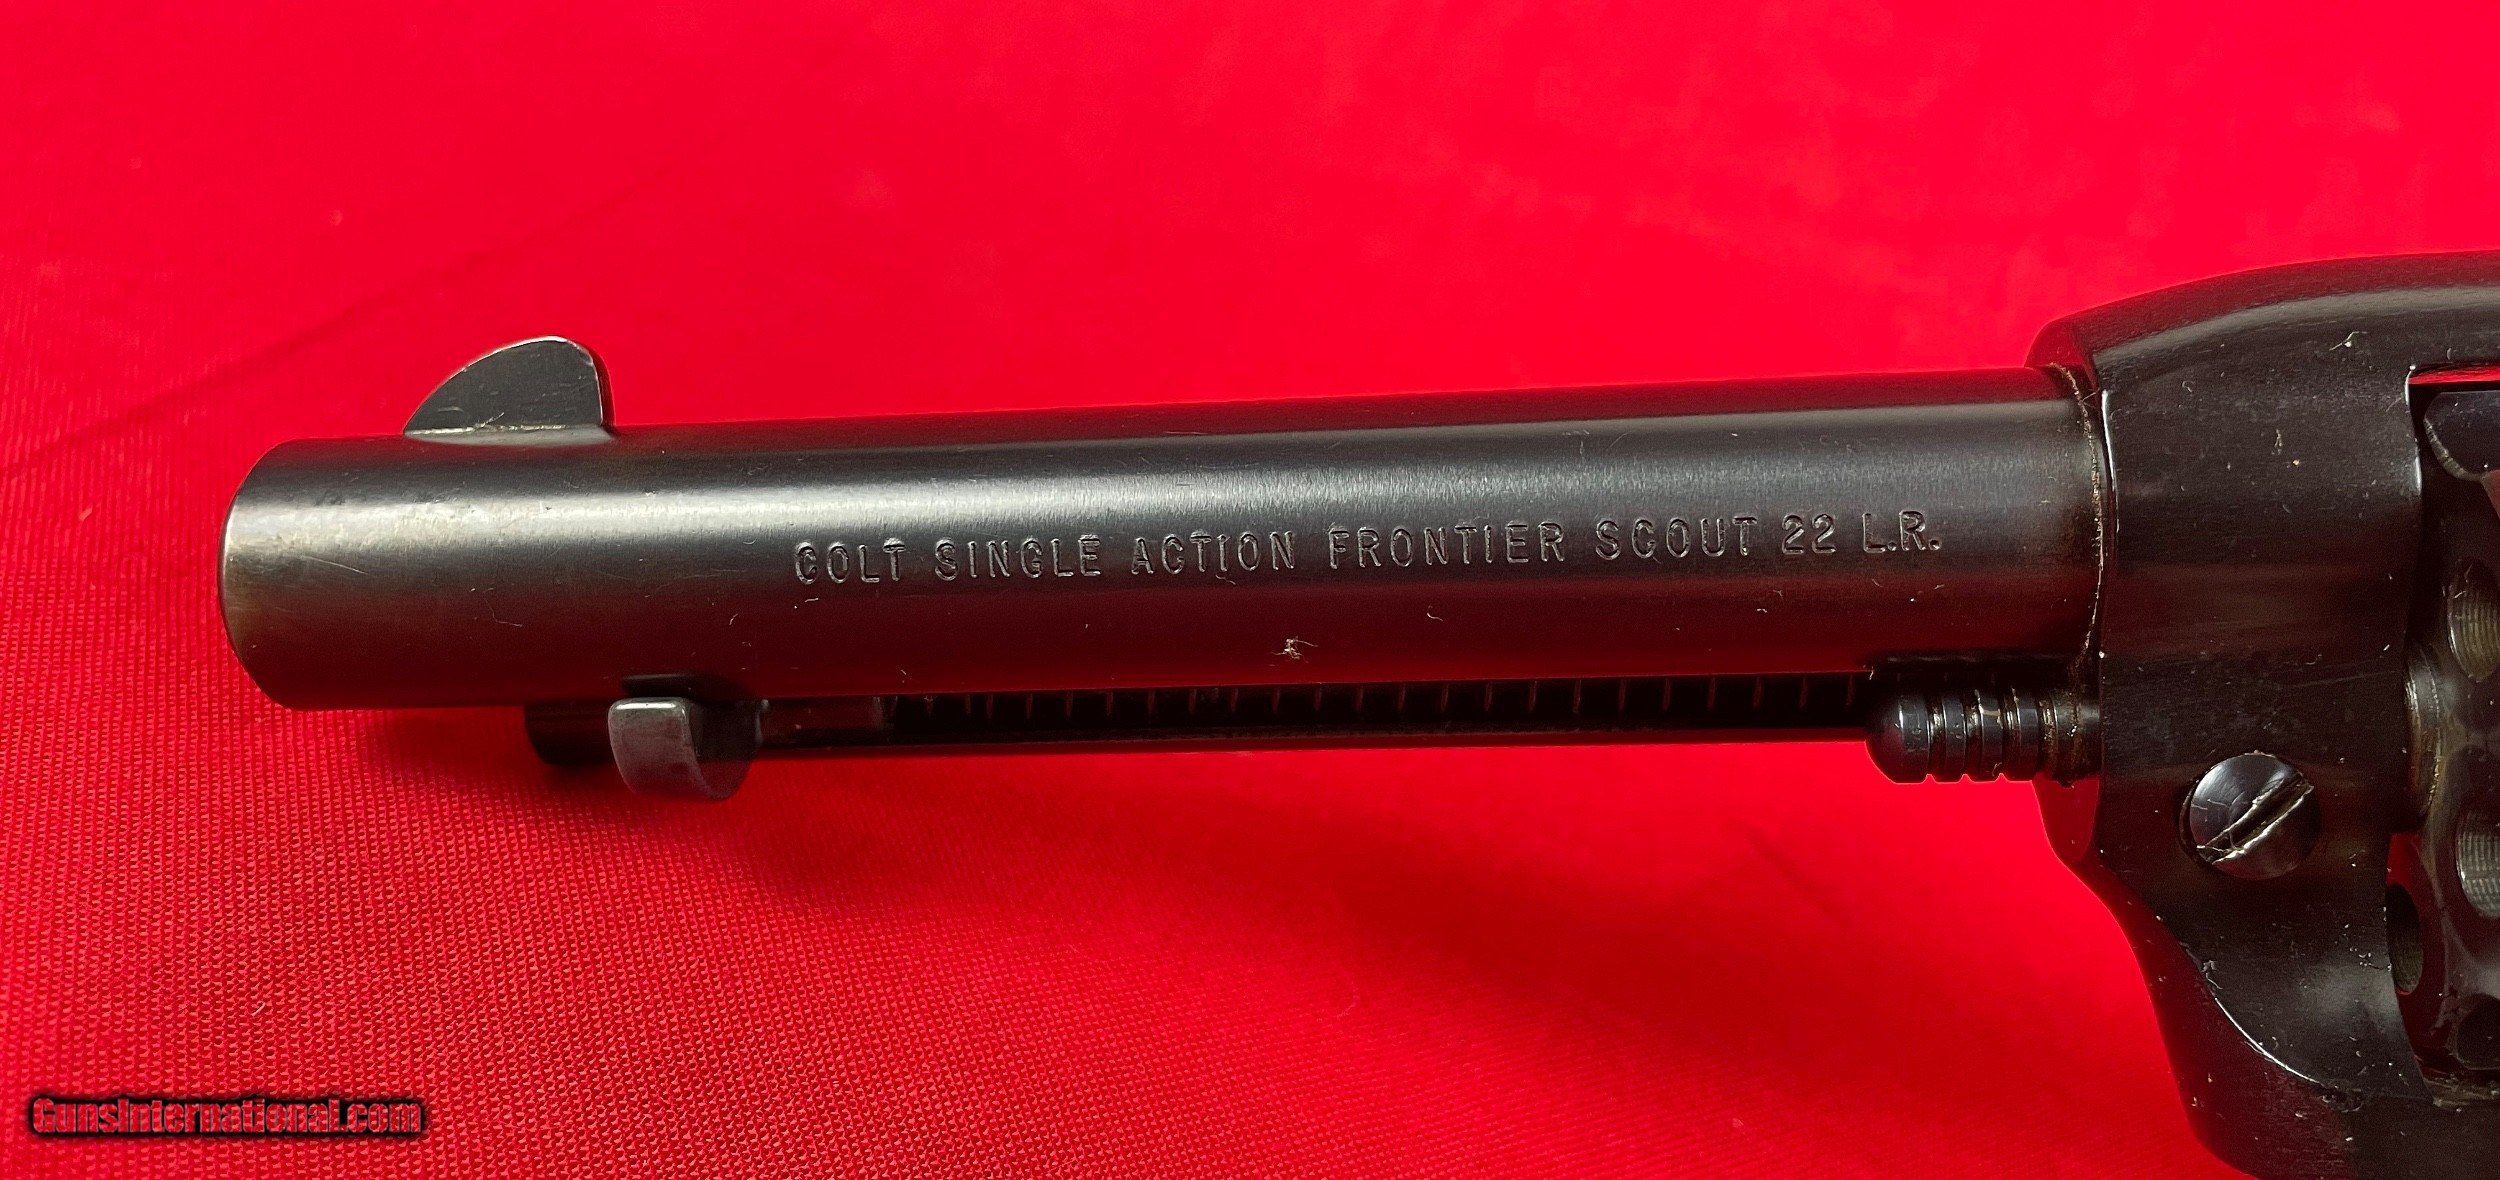 COLT SINGLE ACTION FRONTIER SCOUT 22 L.R.
GunsInternational.com